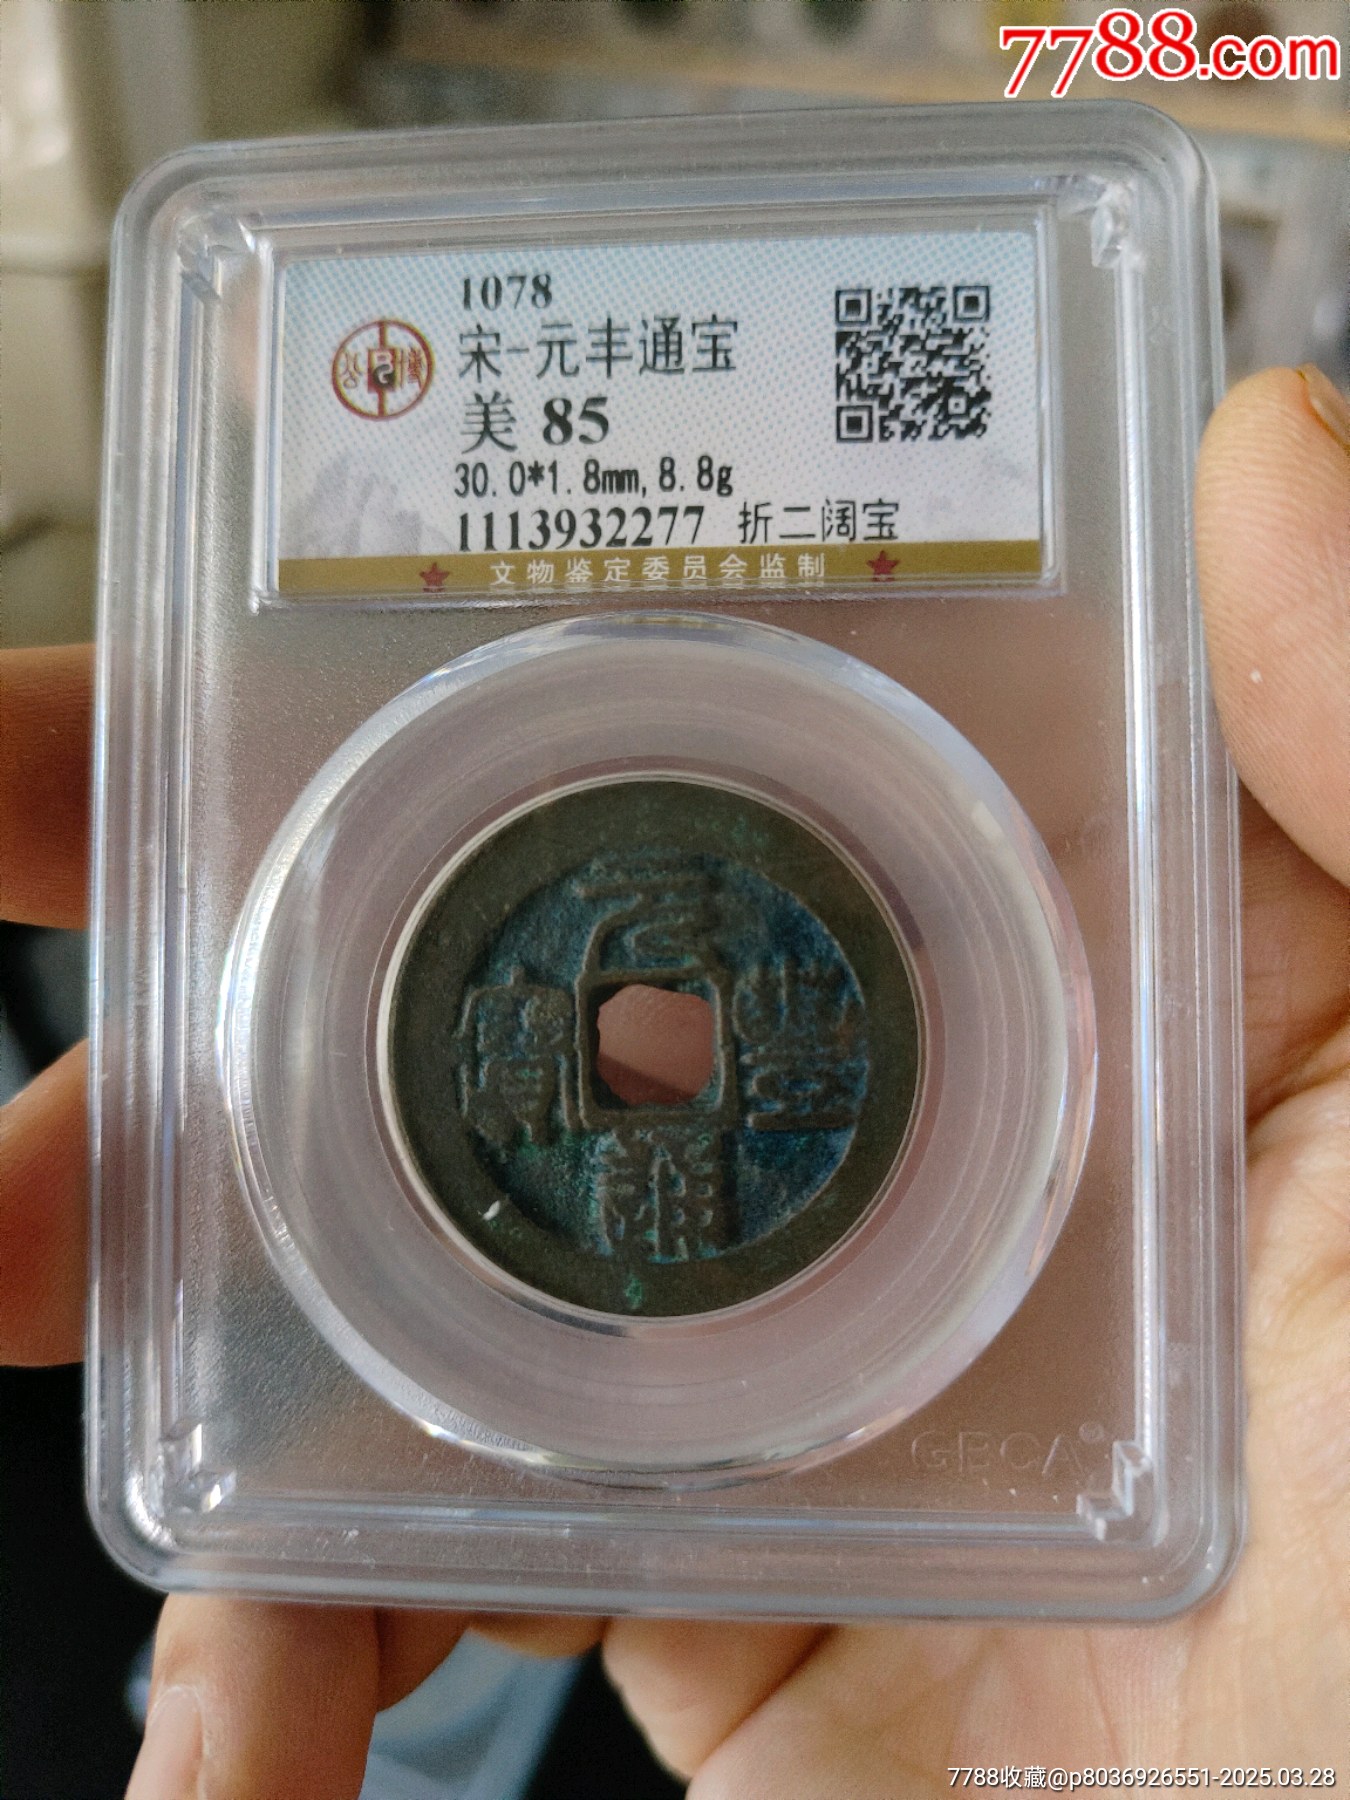 7788.com
1078
宋-元丰通宝
美 85
30.0*1.8mm, 8.8g
1113932277 折二阔宝
★ 文物鉴定委员会监制 ★
公 博
元豐通寶
GBCA
7788收藏@p8036926551-2025.03.28